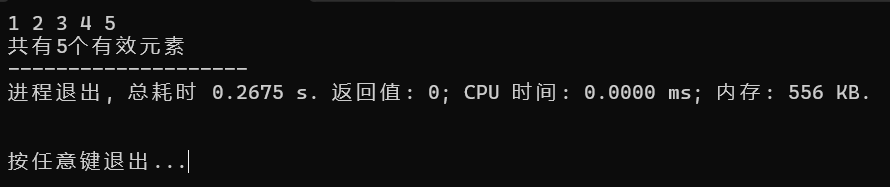 1 2 3 4 5
共有5个有效元素
--------------------
进程退出, 总耗时 0.2675 s. 返回值: 0; CPU 时间: 0.0000 ms; 内存: 556 KB.
按任意键退出...